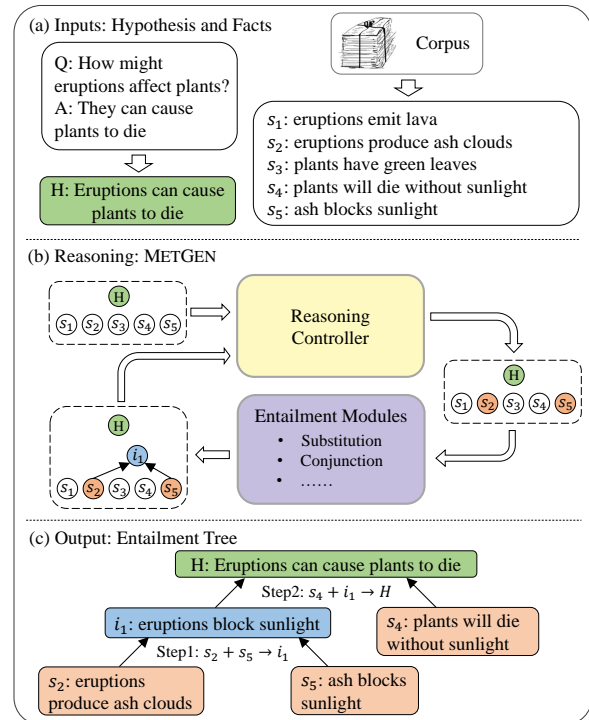 (a) Inputs: Hypothesis and Facts
Q: How might
eruptions affect plants?
A: They can cause
plants to die
H: Eruptions can cause
plants to die
Corpus
s₁: eruptions emit lava
s₂: eruptions produce ash clouds
s₃: plants have green leaves
s₄: plants will die without sunlight
s₅: ash blocks sunlight
(b) Reasoning: METGEN
H
s₁ s₂ s₃ s₄ s₅
Reasoning
Controller
H
s₁ s₂ s₃ s₄ s₅
Entailment Modules
• Substitution
• Conjunction
• ……
H
i₁
s₁ s₂ s₃ s₄ s₅
(c) Output: Entailment Tree
H: Eruptions can cause plants to die
Step2: s₄ + i₁ → H
i₁: eruptions block sunlight
s₄: plants will die
without sunlight
Step1: s₂ + s₅ → i₁
s₂: eruptions
produce ash clouds
s₅: ash blocks
sunlight